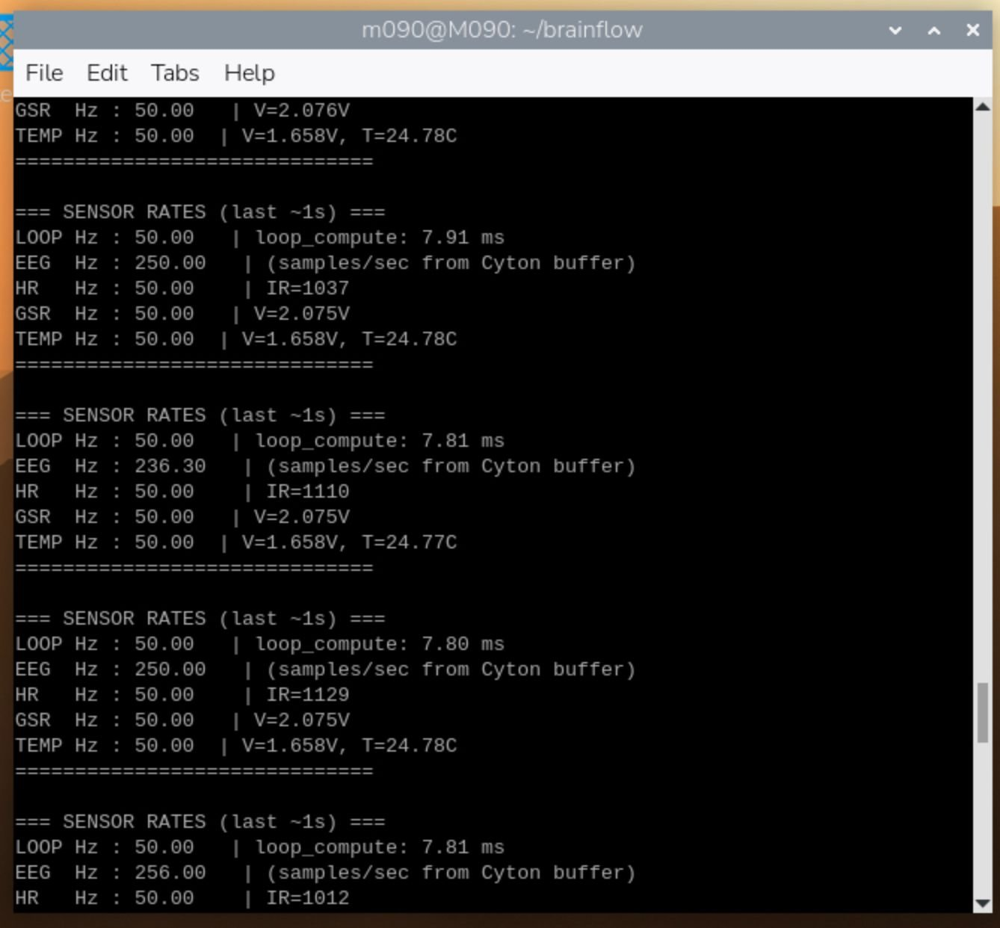 m090@M090: ~/brainflow
File Edit Tabs Help
GSR  Hz : 50.00   | V=2.076V
TEMP Hz : 50.00  | V=1.658V, T=24.78C
==============================
=== SENSOR RATES (last ~1s) ===
LOOP Hz : 50.00   | loop_compute: 7.91 ms
EEG  Hz : 250.00   | (samples/sec from Cyton buffer)
HR   Hz : 50.00    | IR=1037
GSR  Hz : 50.00   | V=2.075V
TEMP Hz : 50.00  | V=1.658V, T=24.78C
==============================
=== SENSOR RATES (last ~1s) ===
LOOP Hz : 50.00   | loop_compute: 7.81 ms
EEG  Hz : 236.30   | (samples/sec from Cyton buffer)
HR   Hz : 50.00    | IR=1110
GSR  Hz : 50.00   | V=2.075V
TEMP Hz : 50.00  | V=1.658V, T=24.77C
==============================
=== SENSOR RATES (last ~1s) ===
LOOP Hz : 50.00   | loop_compute: 7.80 ms
EEG  Hz : 250.00   | (samples/sec from Cyton buffer)
HR   Hz : 50.00    | IR=1129
GSR  Hz : 50.00   | V=2.075V
TEMP Hz : 50.00  | V=1.658V, T=24.78C
==============================
=== SENSOR RATES (last ~1s) ===
LOOP Hz : 50.00   | loop_compute: 7.81 ms
EEG  Hz : 256.00   | (samples/sec from Cyton buffer)
HR   Hz : 50.00    | IR=1012